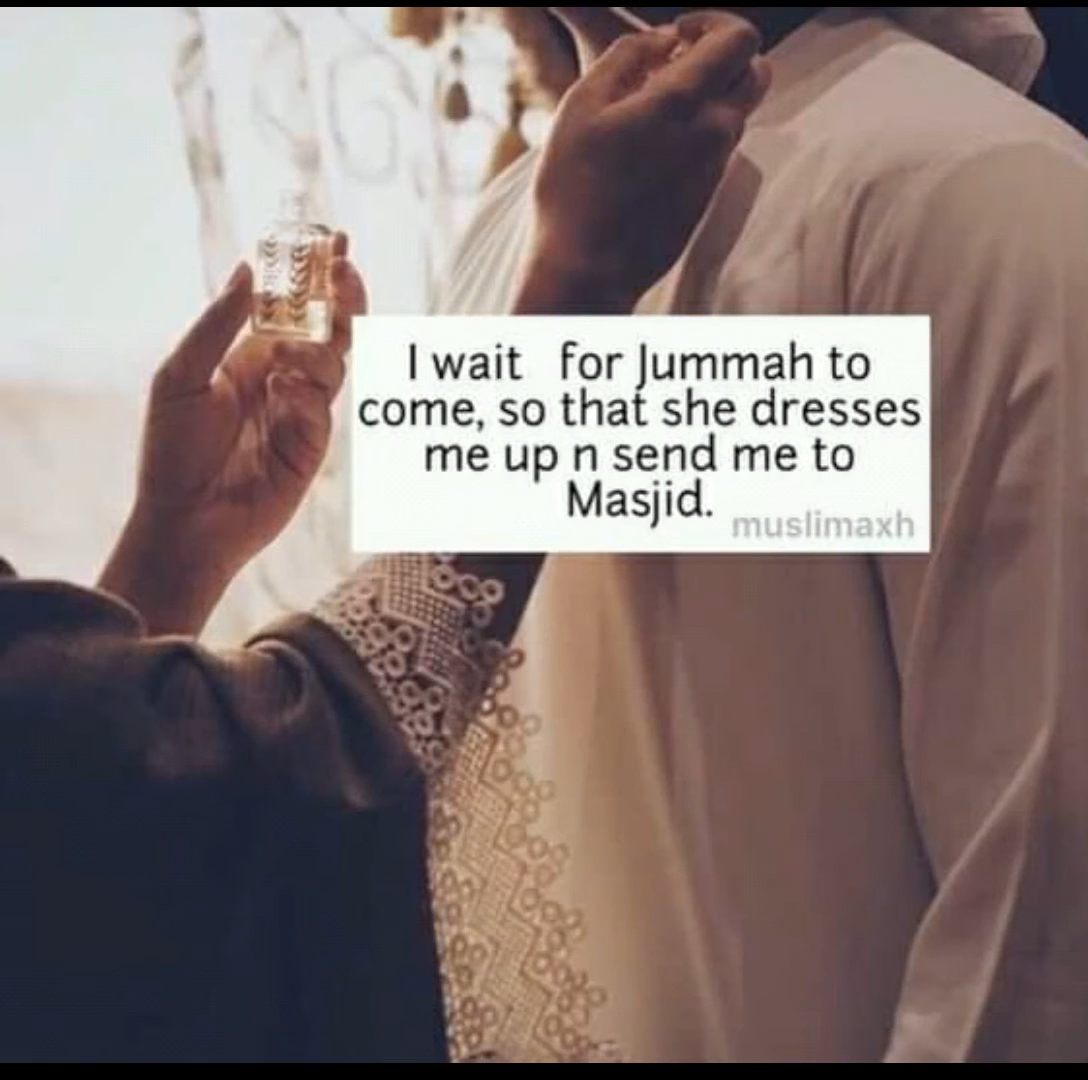 I wait for Jummah to
come, so that she dresses
me up n send me to
Masjid.
muslimaxh